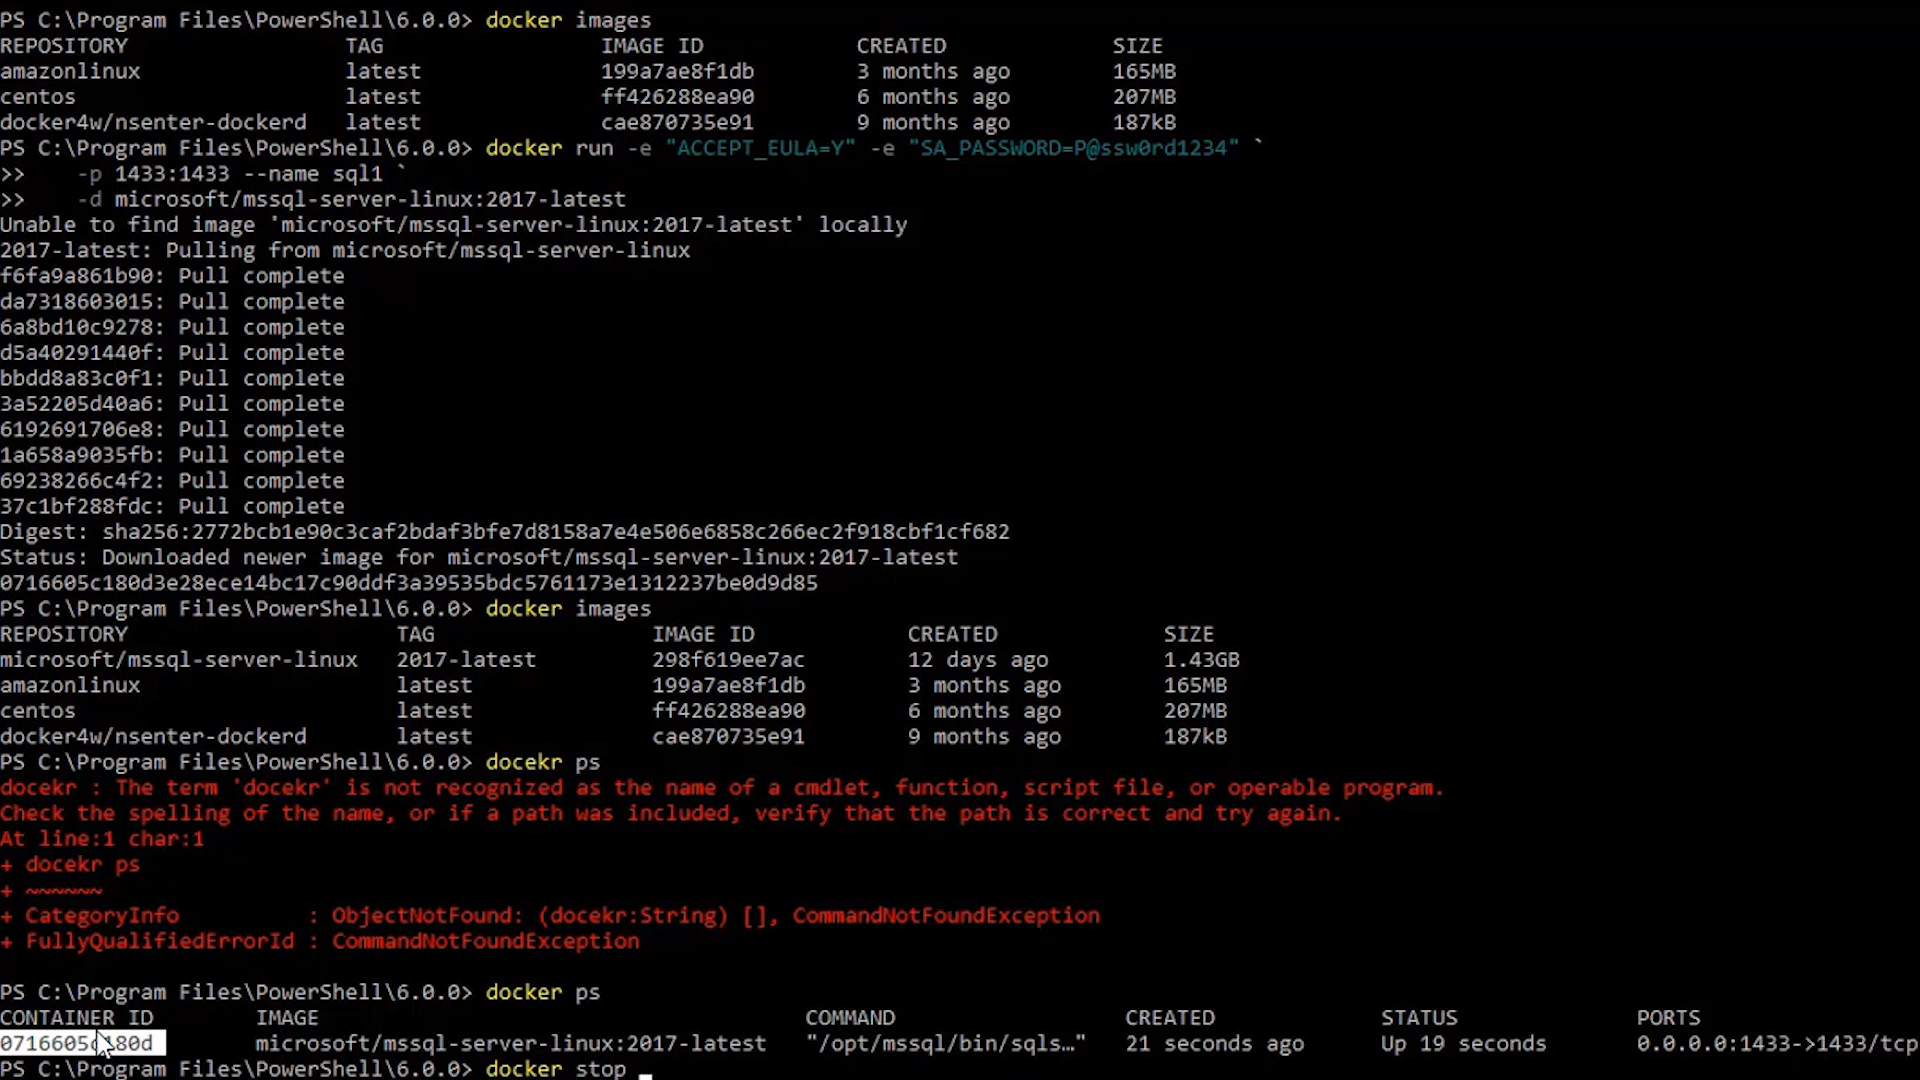 PS C:\Program Files\PowerShell\6.0.0> docker images
REPOSITORY TAG IMAGE ID CREATED SIZE
amazonlinux latest 199a7ae8f1db 3 months ago 165MB
centos latest ff426288ea90 6 months ago 207MB
docker4w/nsenter-dockerd latest cae870735e91 9 months ago 187kB
PS C:\Program Files\PowerShell\6.0.0> docker run -e "ACCEPT_EULA=Y" -e "SA_PASSWORD=P@ssw0rd1234" `
>> -p 1433:1433 --name sql1 `
>> -d microsoft/mssql-server-linux:2017-latest
Unable to find image 'microsoft/mssql-server-linux:2017-latest' locally
2017-latest: Pulling from microsoft/mssql-server-linux
f6fa9a861b90: Pull complete
da7318603015: Pull complete
6a8bd10c9278: Pull complete
d5a40291440f: Pull complete
bbdd8a83c0f1: Pull complete
3a52205d40a6: Pull complete
6192691706e8: Pull complete
1a658a9035fb: Pull complete
69238266c4f2: Pull complete
37c1bf288fdc: Pull complete
Digest: sha256:2772bcb1e90c3caf2bdaf3bfe7d8158a7e4e506e6858c266ec2f918cbf1cf682
Status: Downloaded newer image for microsoft/mssql-server-linux:2017-latest
0716605c180d3e28ece14bc17c90ddf3a39535bdc5761173e1312237be0d9d85
PS C:\Program Files\PowerShell\6.0.0> docker images
REPOSITORY TAG IMAGE ID CREATED SIZE
microsoft/mssql-server-linux 2017-latest 298f619ee7ac 12 days ago 1.43GB
amazonlinux latest 199a7ae8f1db 3 months ago 165MB
centos latest ff426288ea90 6 months ago 207MB
docker4w/nsenter-dockerd latest cae870735e91 9 months ago 187kB
PS C:\Program Files\PowerShell\6.0.0> docekr ps
docekr : The term 'docekr' is not recognized as the name of a cmdlet, function, script file, or operable program.
Check the spelling of the name, or if a path was included, verify that the path is correct and try again.
At line:1 char:1
+ docekr ps
+ ~~~~~~
+ CategoryInfo : ObjectNotFound: (docekr:String) [], CommandNotFoundException
+ FullyQualifiedErrorId : CommandNotFoundException
PS C:\Program Files\PowerShell\6.0.0> docker ps
CONTAINER ID IMAGE COMMAND CREATED STATUS PORTS
0716605c180d microsoft/mssql-server-linux:2017-latest "/opt/mssql/bin/sqls…" 21 seconds ago Up 19 seconds 0.0.0.0:1433->1433/tcp
PS C:\Program Files\PowerShell\6.0.0> docker stop